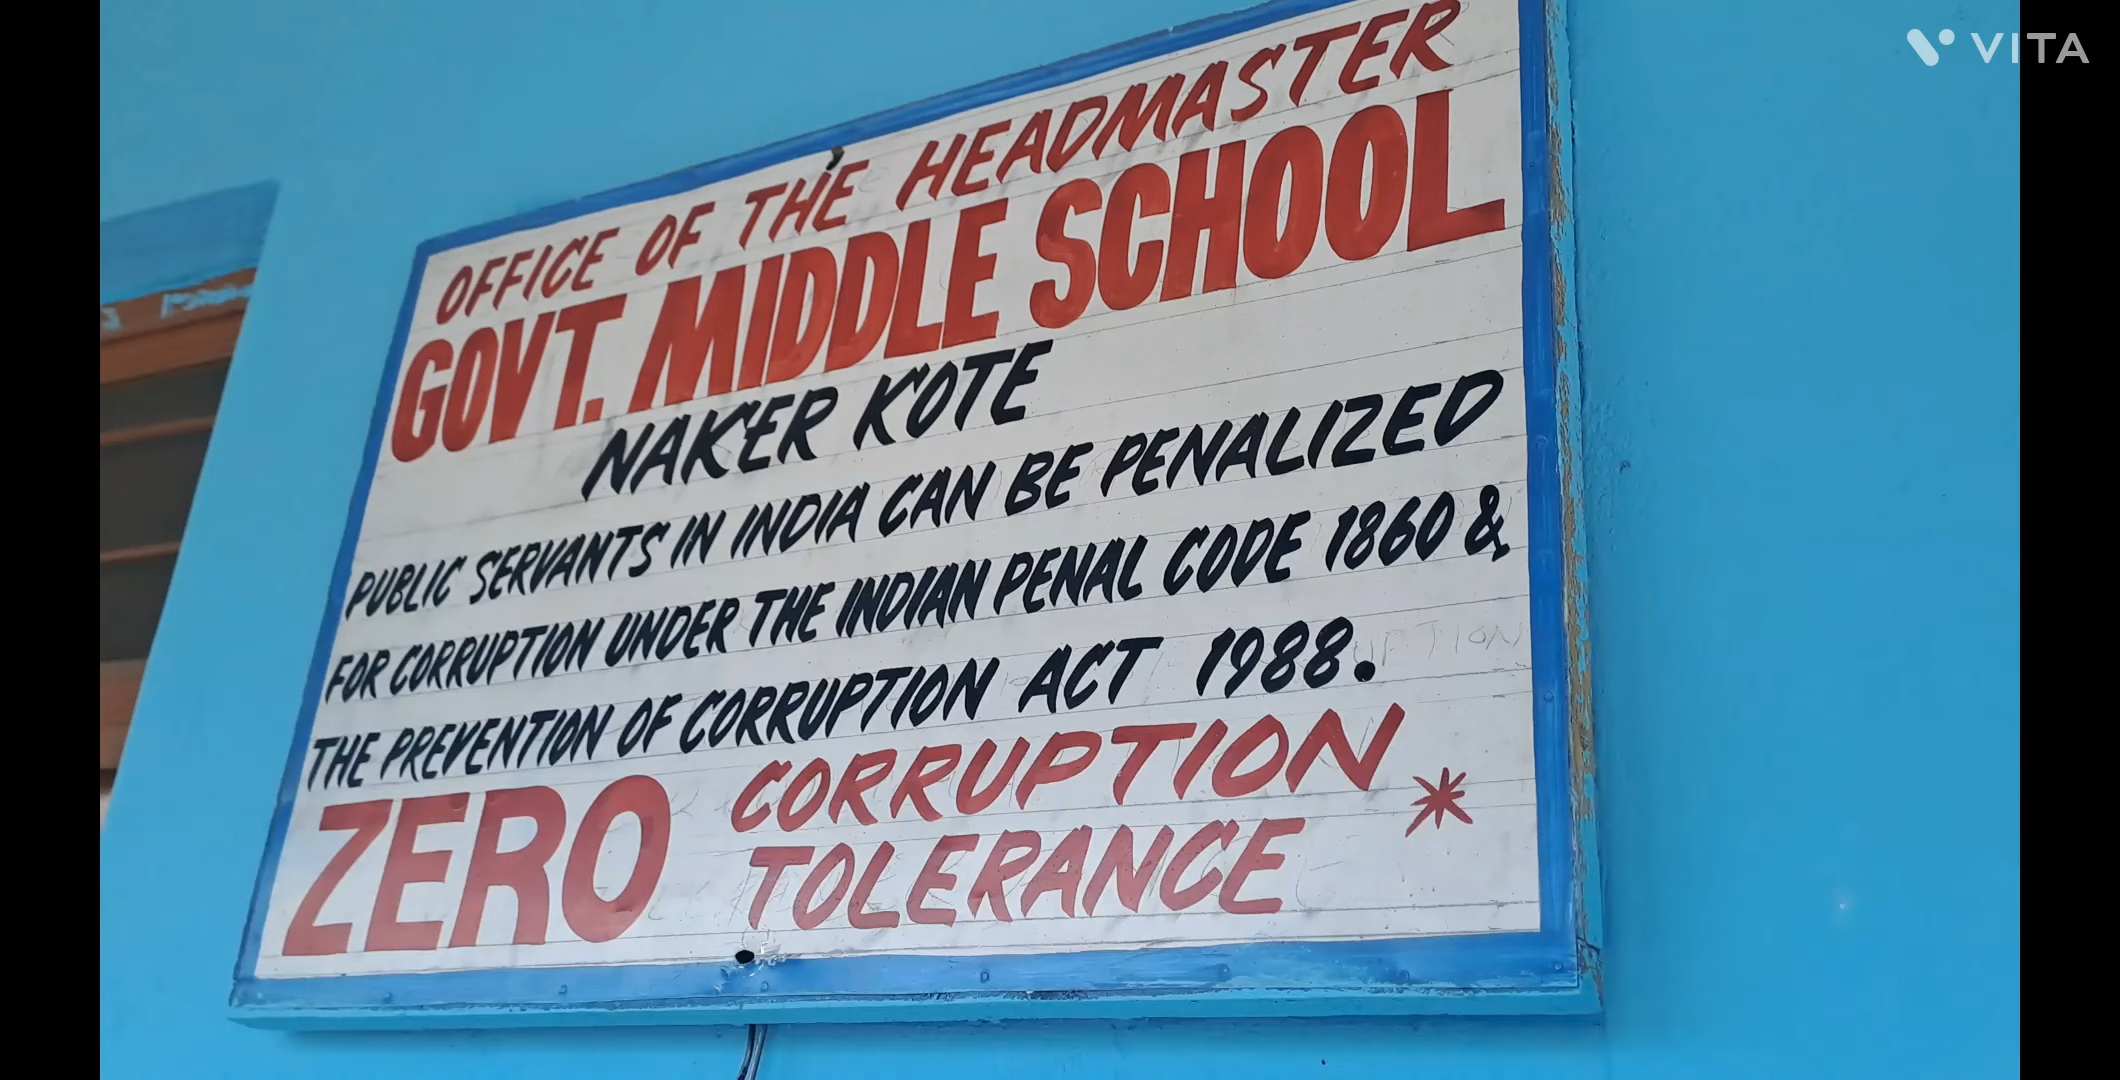 OFFICE OF THE HEADMASTER
GOVT. MIDDLE SCHOOL
NAKER KOTE
PUBLIC SERVANTS IN INDIA CAN BE PENALIZED
FOR CORRUPTION UNDER THE INDIAN PENAL CODE 1860 &
THE PREVENTION OF CORRUPTION ACT 1988.
ZERO CORRUPTION
TOLERANCE *
VITA